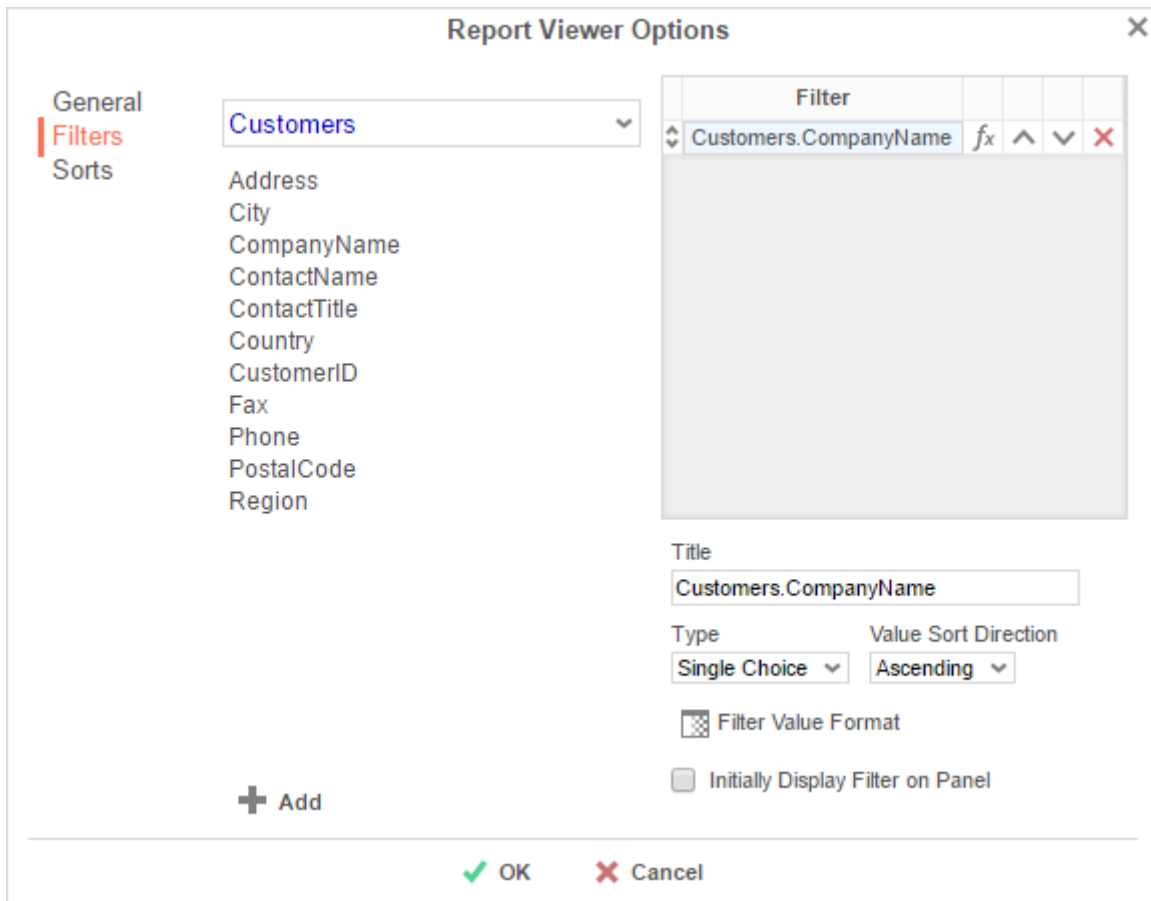 Report Viewer Options
General
Filters
Sorts
Customers
Address
City
CompanyName
ContactName
ContactTitle
Country
CustomerID
Fax
Phone
PostalCode
Region
Add
Filter
Customers.CompanyName fx
Title
Customers.CompanyName
Type Value Sort Direction
Single Choice Ascending
Filter Value Format
Initially Display Filter on Panel
OK Cancel